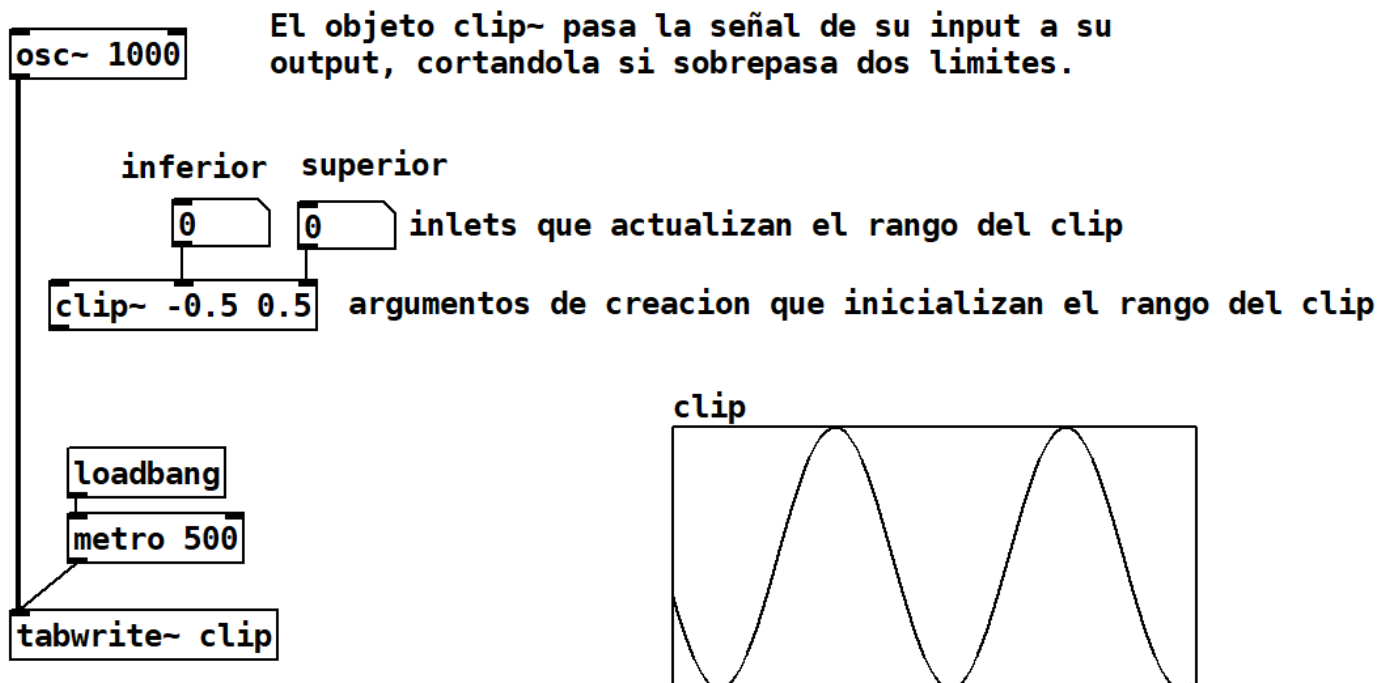 osc~ 1000
El objeto clip~ pasa la señal de su input a su
output, cortandola si sobrepasa dos limites.
inferior
superior
0
0
inlets que actualizan el rango del clip
clip~ -0.5 0.5
argumentos de creacion que inicializan el rango del clip
clip
loadbang
metro 500
tabwrite~ clip